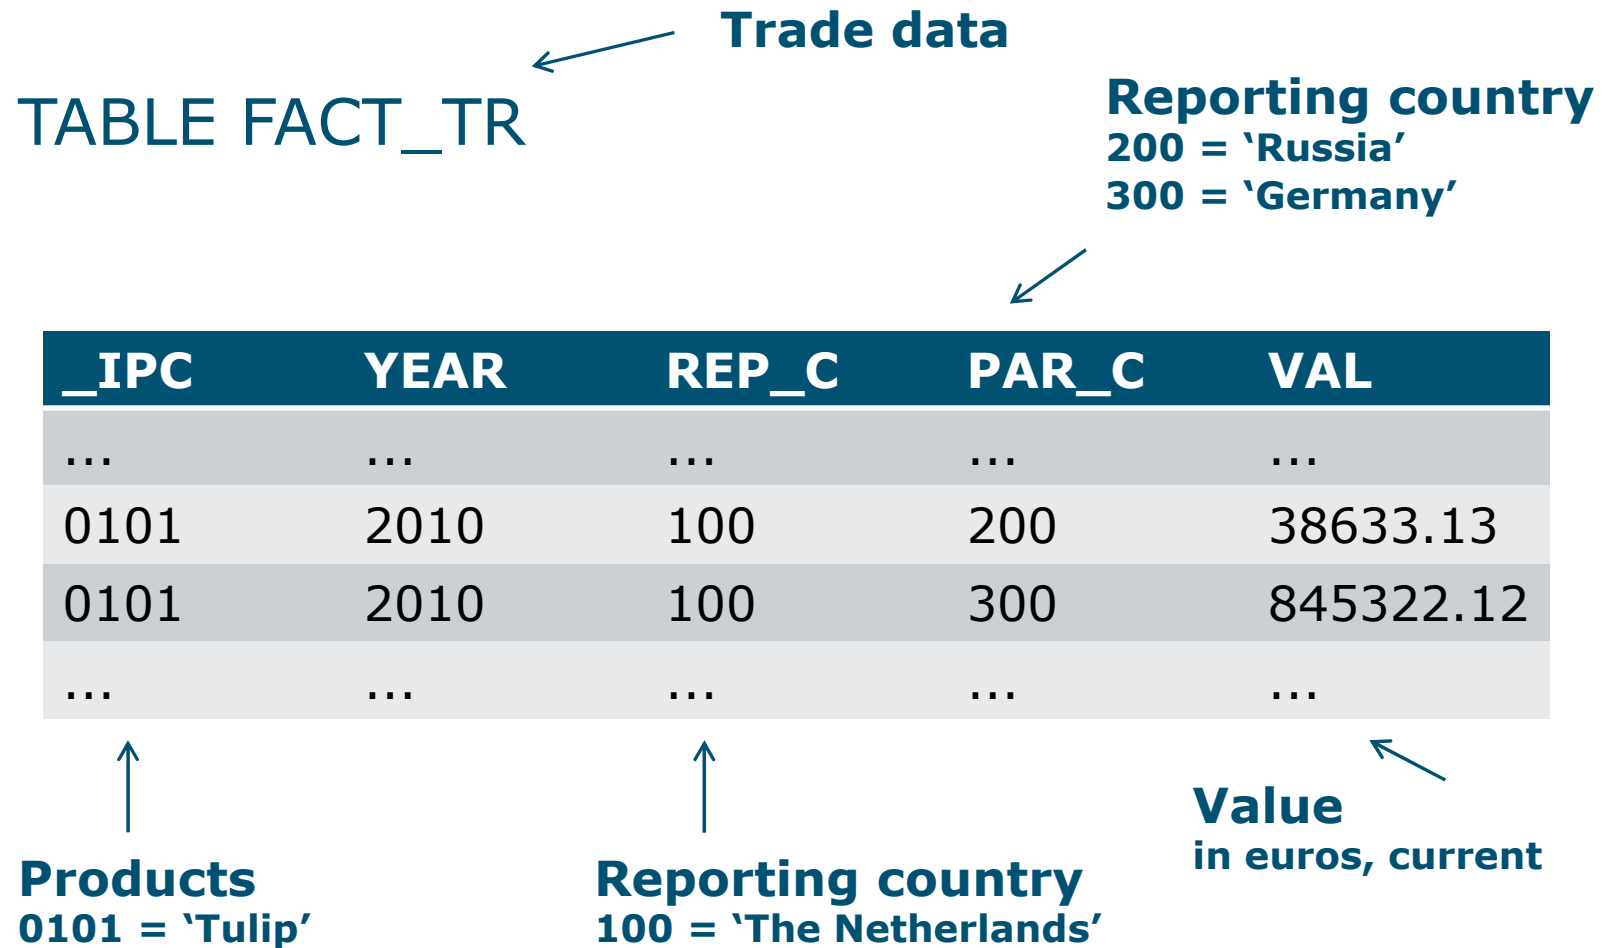 Trade data
TABLE FACT_TR
Reporting country
200 = ‘Russia’
300 = ‘Germany’
_IPC YEAR REP_C PAR_C VAL
... ... ... ... ...
0101 2010 100 200 38633.13
0101 2010 100 300 845322.12
... ... ... ... ...
Value
in euros, current
Products
0101 = ‘Tulip’
Reporting country
100 = ‘The Netherlands’